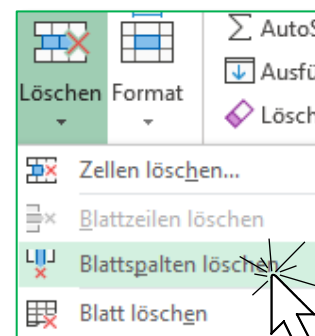 AutoS
Ausfü
Lösch
Löschen Format
Zellen löschen...
Blattzeilen löschen
Blattspalten löschen
Blatt löschen